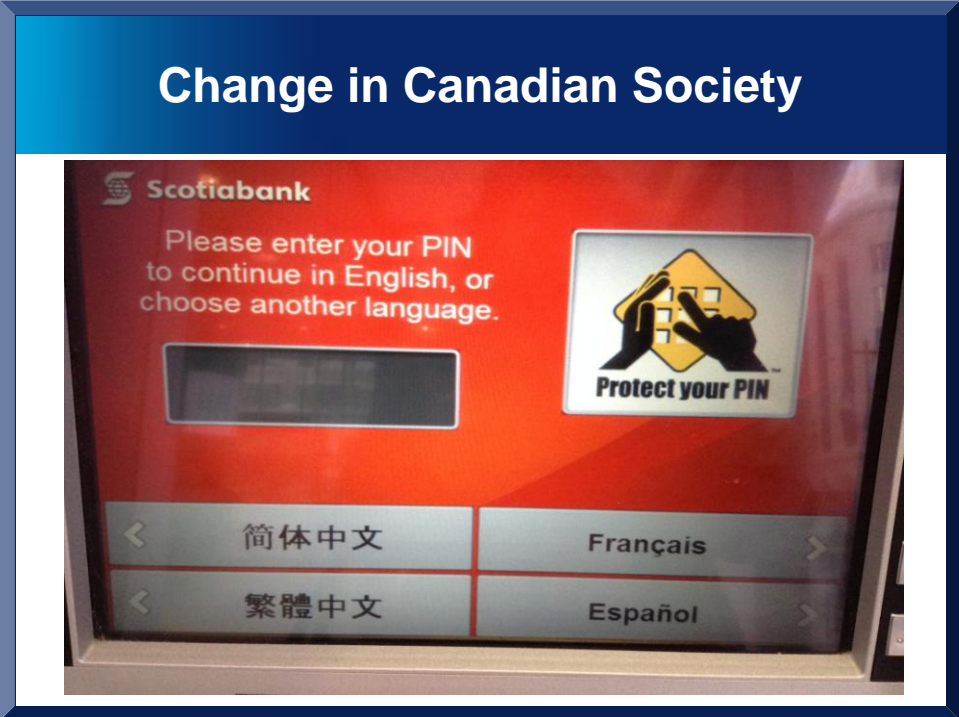 Change in Canadian Society
Scotiabank
Please enter your PIN
to continue in English, or
choose another language.
Protect your PIN
TM
简体中文
Français
繁體中文
Español